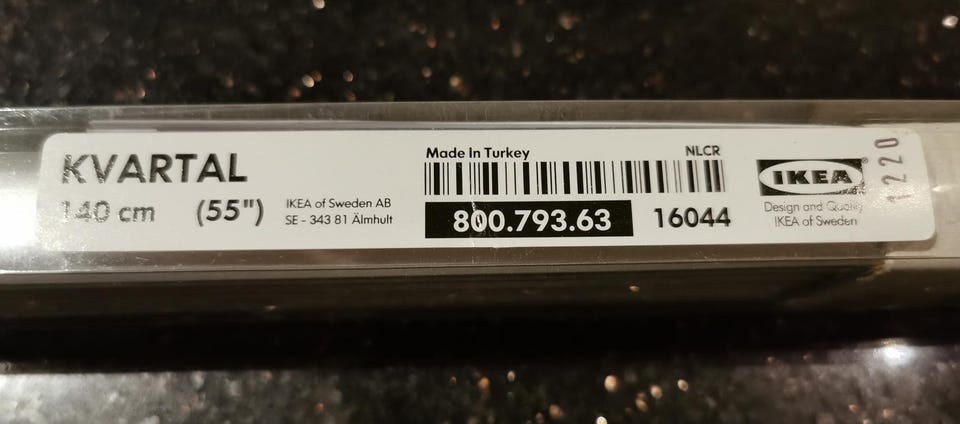 KVARTAL
140 cm (55")
IKEA of Sweden AB
SE - 343 81 Älmhult
Made In Turkey
NLCR
800.793.63
16044
IKEA®
Design and Quality
IKEA of Sweden
1220